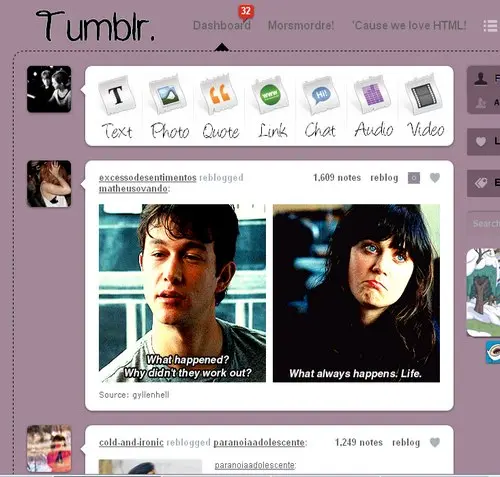 Tumblr.
Dashboard 32 Morsmordre! 'Cause we love HTML!
T www Hi!
Text Photo Quote Link Chat Audio Video
excessodesentimentos reblogged
matheusovando:
1,609 notes reblog
What happened?
Why didn't they work out?
What always happens. Life.
Source: gyllenhell
cold-and-ironic reblogged paranoiaadolescente: 1,249 notes reblog
paranoiaadolescente:
F
A
L
E
Search